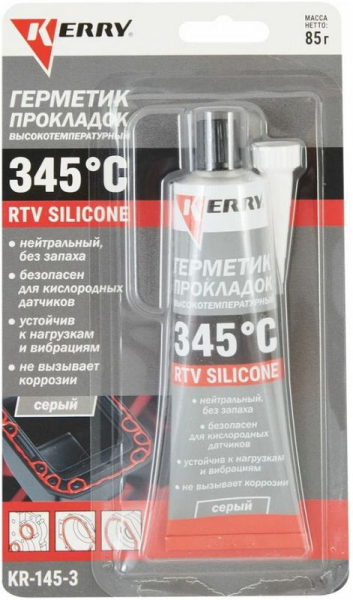 KERRY
МАССА
НЕТТО:
85 г
ГЕРМЕТИК
ПРОКЛАДОК
ВЫСОКОТЕМПЕРАТУРНЫЙ
345°C
RTV SILICONE
• нейтральный,
без запаха
• безопасен
для кислородных
датчиков
• устойчив
к нагрузкам
и вибрациям
• не вызывает
коррозии
серый
KR-145-3
KERRY
ГЕРМЕТИК
ПРОКЛАДОК
ВЫСОКОТЕМПЕРАТУРНЫЙ
345°C
RTV SILICONE
• нейтральный,
без запаха
• безопасен
для кислородных
датчиков
• устойчив к нагрузкам
и вибрациям
• не вызывает коррозии
серый